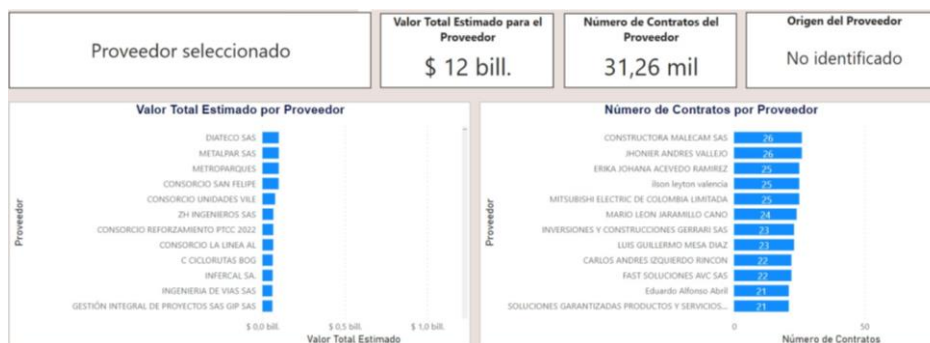 Proveedor seleccionado
Valor Total Estimado para el
Proveedor
$ 12 bill.
Número de Contratos del
Proveedor
31,26 mil
Origen del Proveedor
No identificado
Valor Total Estimado por Proveedor
Proveedor
DIATECO SAS
METALPAR SAS
METROPARQUES
CONSORCIO SAN FELIPE
CONSORCIO UNIDADES VILE
ZH INGENIEROS SAS
CONSORCIO REFORZAMIENTO PTCC 2022
CONSORCIO LA LINEA AL
C CICLORUTAS BOG
INFERCAL SA.
INGENIERIA DE VIAS SAS
GESTIÓN INTEGRAL DE PROYECTOS SAS GIP SAS
$ 0,0 bill. $ 0,5 bill. $ 1,0 bill.
Valor Total Estimado
Número de Contratos por Proveedor
Proveedor
CONSTRUCTORA MALECAM SAS 26
JHONIER ANDRES VALLEJO 26
ERIKA JOHANA ACEVEDO RAMIREZ 25
ilson leyton valencia 25
MITSUBISHI ELECTRIC DE COLOMBIA LIMITADA 25
MARIO LEON JARAMILLO CANO 24
INVERSIONES Y CONSTRUCCIONES GERRARI SAS 23
LUIS GUILLERMO MESA DIAZ 23
CARLOS ANDRES IZQUIERDO RINCON 22
FAST SOLUCIONES AVC SAS 22
Eduardo Alfonso Abril 21
SOLUCIONES GARANTIZADAS PRODUCTOS Y SERVICIOS... 21
0 50
Número de Contratos